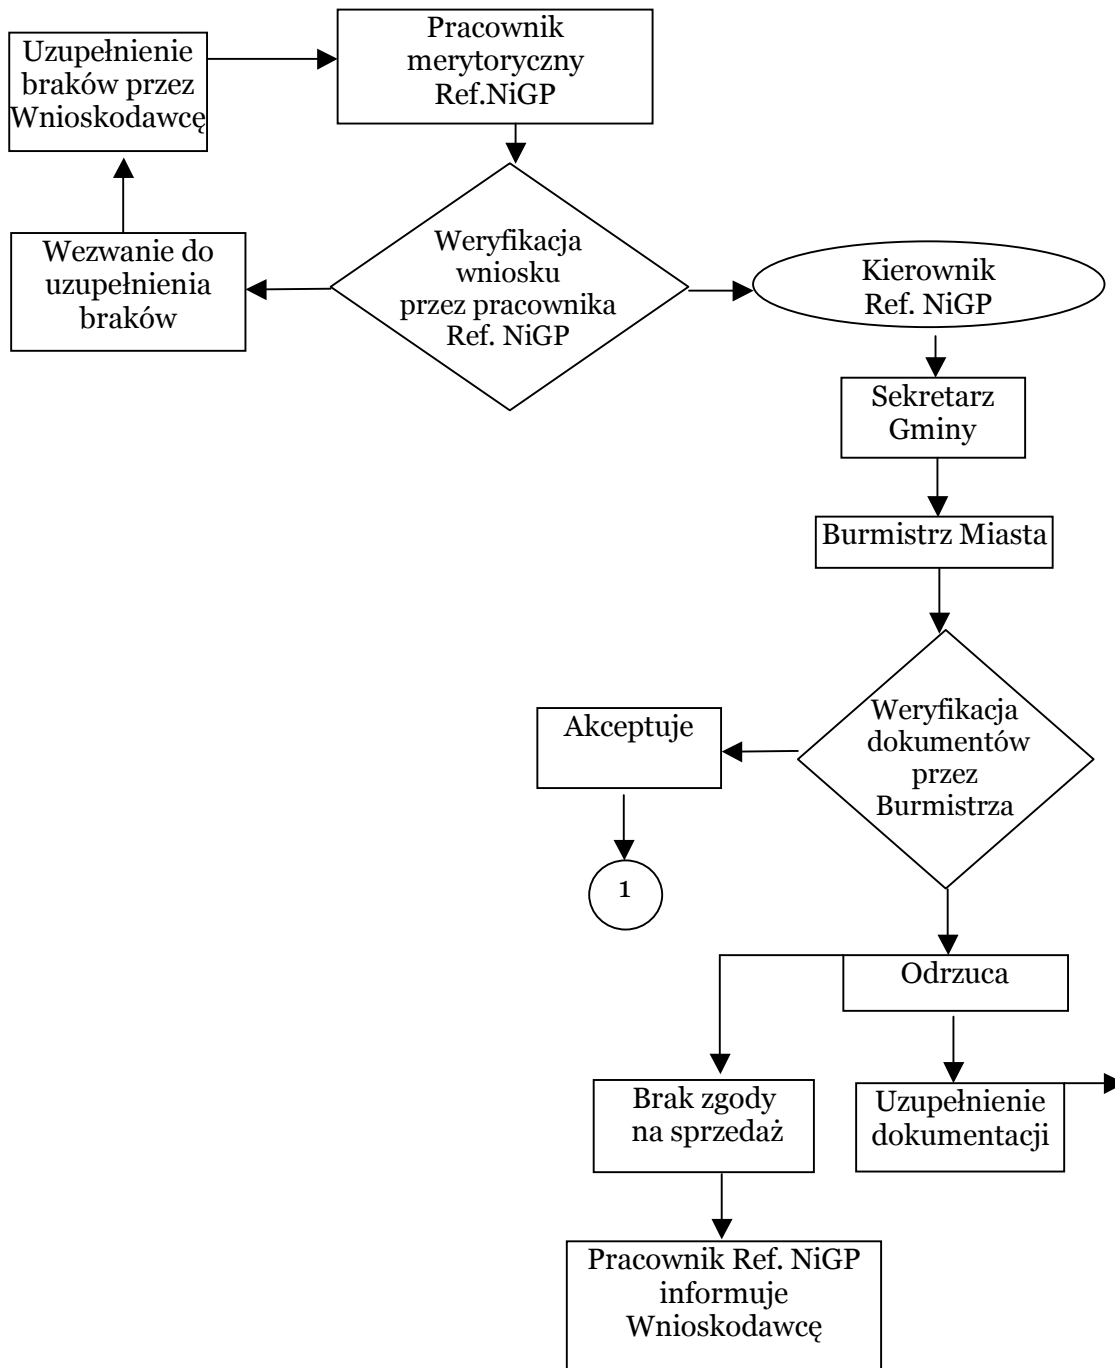 Uzupełnienie
braków przez
Wnioskodawcę
Pracownik
merytoryczny
Ref.NiGP
Wezwanie do
uzupełnienia
braków
Weryfikacja
wniosku
przez pracownika
Ref. NiGP
Kierownik
Ref. NiGP
Sekretarz
Gminy
Burmistrz Miasta
Weryfikacja
dokumentów
przez
Burmistrza
Akceptuje
1
Odrzuca
Brak zgody
na sprzedaż
Uzupełnienie
dokumentacji
Pracownik Ref. NiGP
informuje
Wnioskodawcę